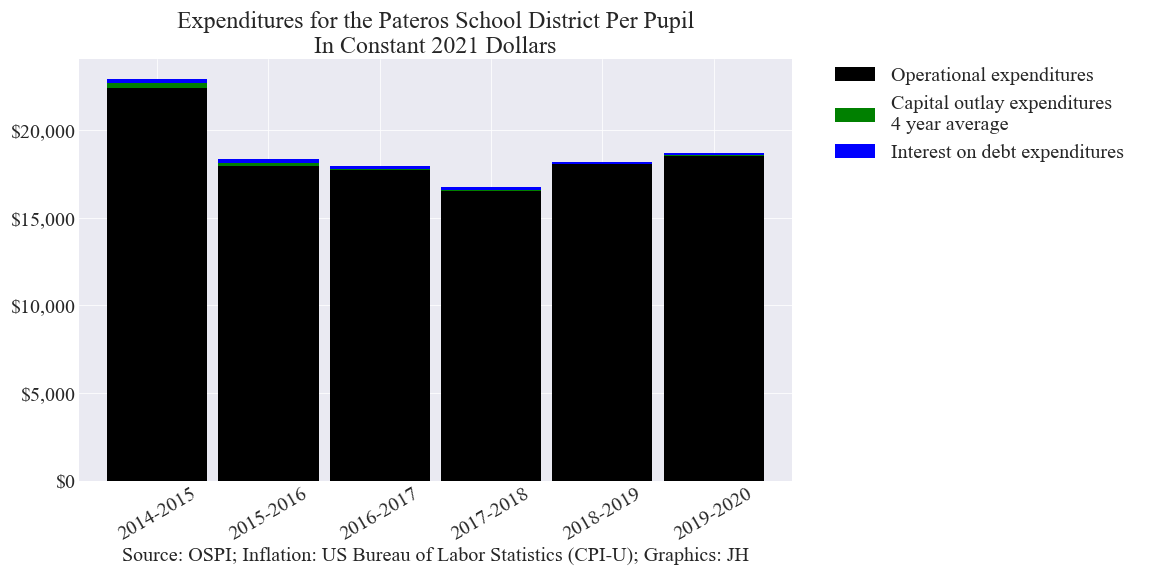 Expenditures for the Pateros School District Per Pupil
In Constant 2021 Dollars
Operational expenditures
Capital outlay expenditures
4 year average
Interest on debt expenditures
$20,000
$15,000
$10,000
$5,000
$0
2014-2015
2015-2016
2016-2017
2017-2018
2018-2019
2019-2020
Source: OSPI; Inflation: US Bureau of Labor Statistics (CPI-U); Graphics: JH